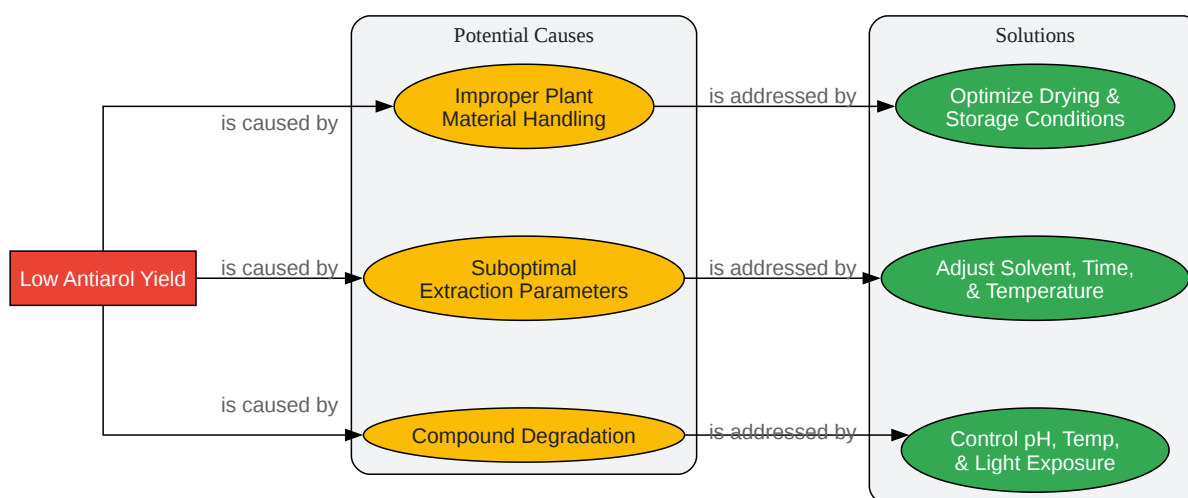 Potential Causes
Solutions
Improper Plant
Material Handling
is addressed by
Optimize Drying &
Storage Conditions
is caused by
Low Antiarol Yield
is caused by
Suboptimal
Extraction Parameters
is addressed by
Adjust Solvent, Time,
& Temperature
is caused by
Compound Degradation
is addressed by
Control pH, Temp,
& Light Exposure